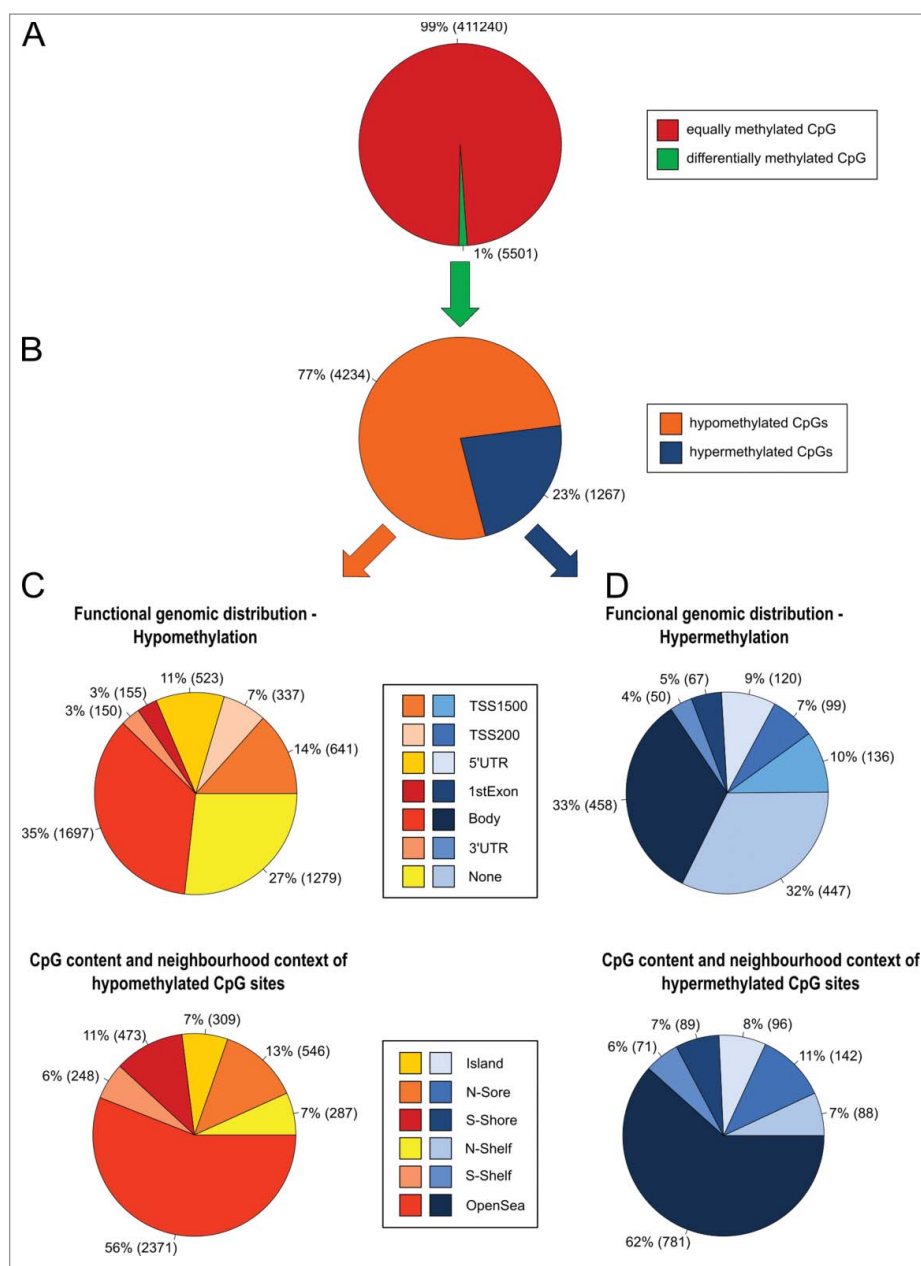 A
99% (411240)
equally methylated CpG
differentially methylated CpG
1% (5501)
B
77% (4234)
hypomethylated CpGs
hypermethylated CpGs
23% (1267)
C
Functional genomic distribution -
Hypomethylation
11% (523)
3% (155)
7% (337)
3% (150)
14% (641)
35% (1697)
27% (1279)
TSS1500
TSS200
5'UTR
1stExon
Body
3'UTR
None
D
Funcional genomic distribution -
Hypermethylation
5% (67)
9% (120)
4% (50)
7% (99)
10% (136)
33% (458)
32% (447)
CpG content and neighbourhood context of
hypomethylated CpG sites
7% (309)
11% (473)
13% (546)
6% (248)
7% (287)
56% (2371)
Island
N-Sore
S-Shore
N-Shelf
S-Shelf
OpenSea
CpG content and neighbourhood context of
hypermethylated CpG sites
7% (89)
8% (96)
6% (71)
11% (142)
7% (88)
62% (781)